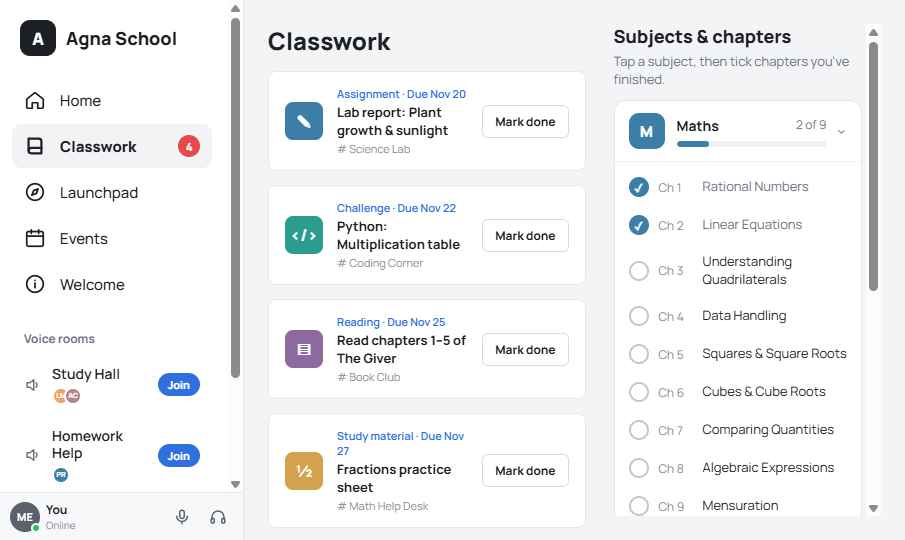 A Agna School
Home
Classwork 4
Launchpad
Events
Welcome
Voice rooms
Study Hall
AC
Join
Homework
Help
PR
Join
ME You
Online
Classwork
Assignment · Due Nov 20
Lab report: Plant
growth & sunlight
# Science Lab
Mark done
Challenge · Due Nov 22
</> Python:
Multiplication table
# Coding Corner
Mark done
Reading · Due Nov 25
Read chapters 1–5 of
The Giver
# Book Club
Mark done
Study material · Due Nov
27
½ Fractions practice
sheet
# Math Help Desk
Mark done
Subjects & chapters
Tap a subject, then tick chapters you've
finished.
M Maths 2 of 9
Ch 1 Rational Numbers
Ch 2 Linear Equations
Ch 3 Understanding
Quadrilaterals
Ch 4 Data Handling
Ch 5 Squares & Square Roots
Ch 6 Cubes & Cube Roots
Ch 7 Comparing Quantities
Ch 8 Algebraic Expressions
Ch 9 Mensuration